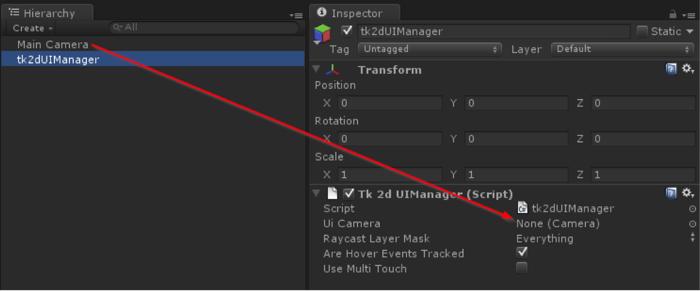 Hierarchy
Create
All
Main Camera
tk2dUIManager
Inspector
tk2dUIManager
Static
Tag Untagged Layer Default
Transform
Position
X 0 Y 0 Z 0
Rotation
X 0 Y 0 Z 0
Scale
X 1 Y 1 Z 1
Tk 2d UIManager (Script)
Script tk2dUIManager
Ui Camera None (Camera)
Raycast Layer Mask Everything
Are Hover Events Tracked
Use Multi Touch